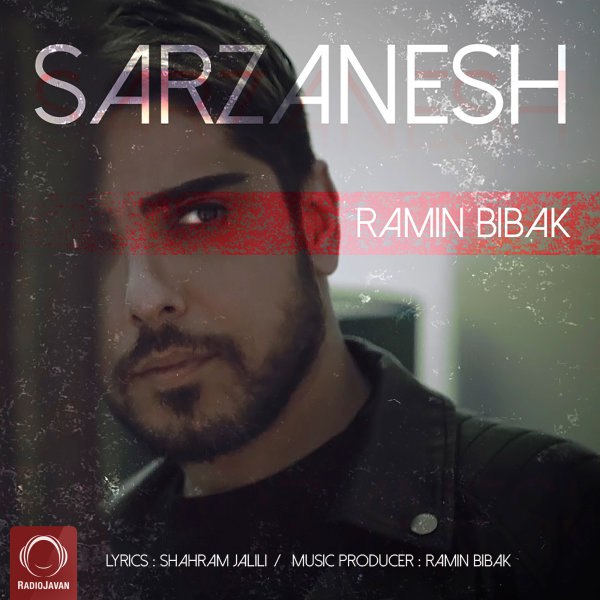 SARZANESH
RAMIN BIBAK
LYRICS : SHAHRAM JALILI / MUSIC PRODUCER : RAMIN BIBAK
RADIOJAVAN